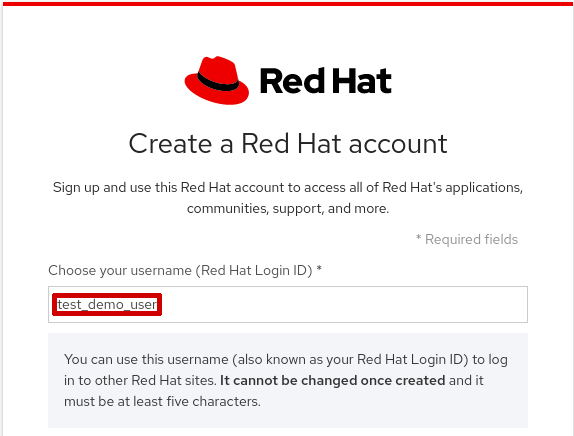 Red Hat
Create a Red Hat account
Sign up and use this Red Hat account to access all of Red Hat's applications,
communities, support, and more.
* Required fields
Choose your username (Red Hat Login ID) *
test_demo_user
You can use this username (also known as your Red Hat Login ID) to log
in to other Red Hat sites. It cannot be changed once created and it
must be at least five characters.